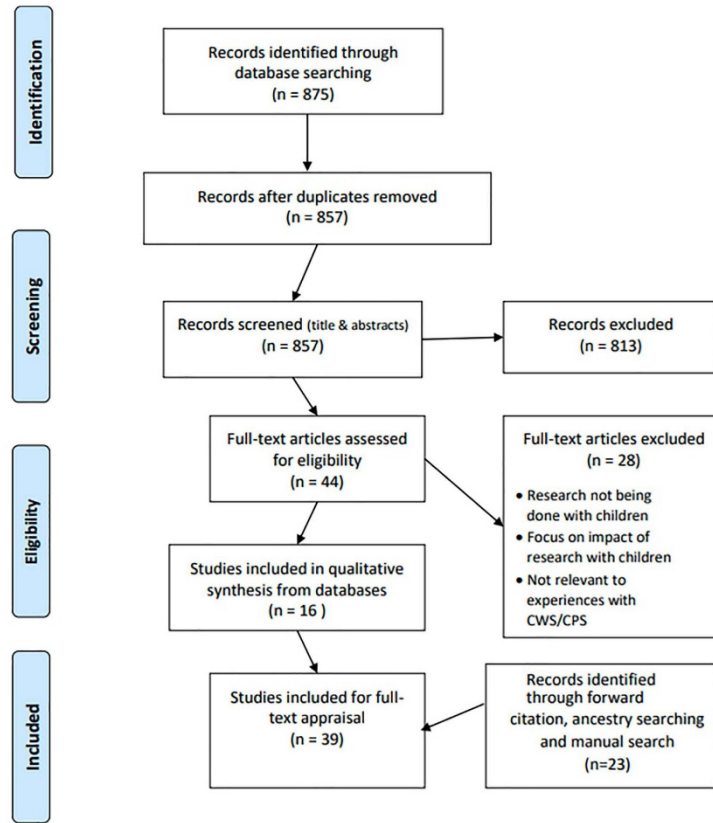 Identification
Records identified through
database searching
(n = 875)
Records after duplicates removed
(n = 857)
Screening
Records screened (title & abstracts)
n = 857)
Records excluded
(n = 813)
Eligibility
Full-text articles assessed
for eligibility
(n = 44)
Full-text articles excluded
(n = 28)
• Research not being
done with children
• Focus on impact of
research with children
• Not relevant to
experiences with
CWS/CPS
Studies included in qualitative
synthesis from databases
(n = 16 )
Included
Studies included for full-
text appraisal
(n = 39)
Records identified
through forward
citation, ancestry searching
and manual search
(n=23)